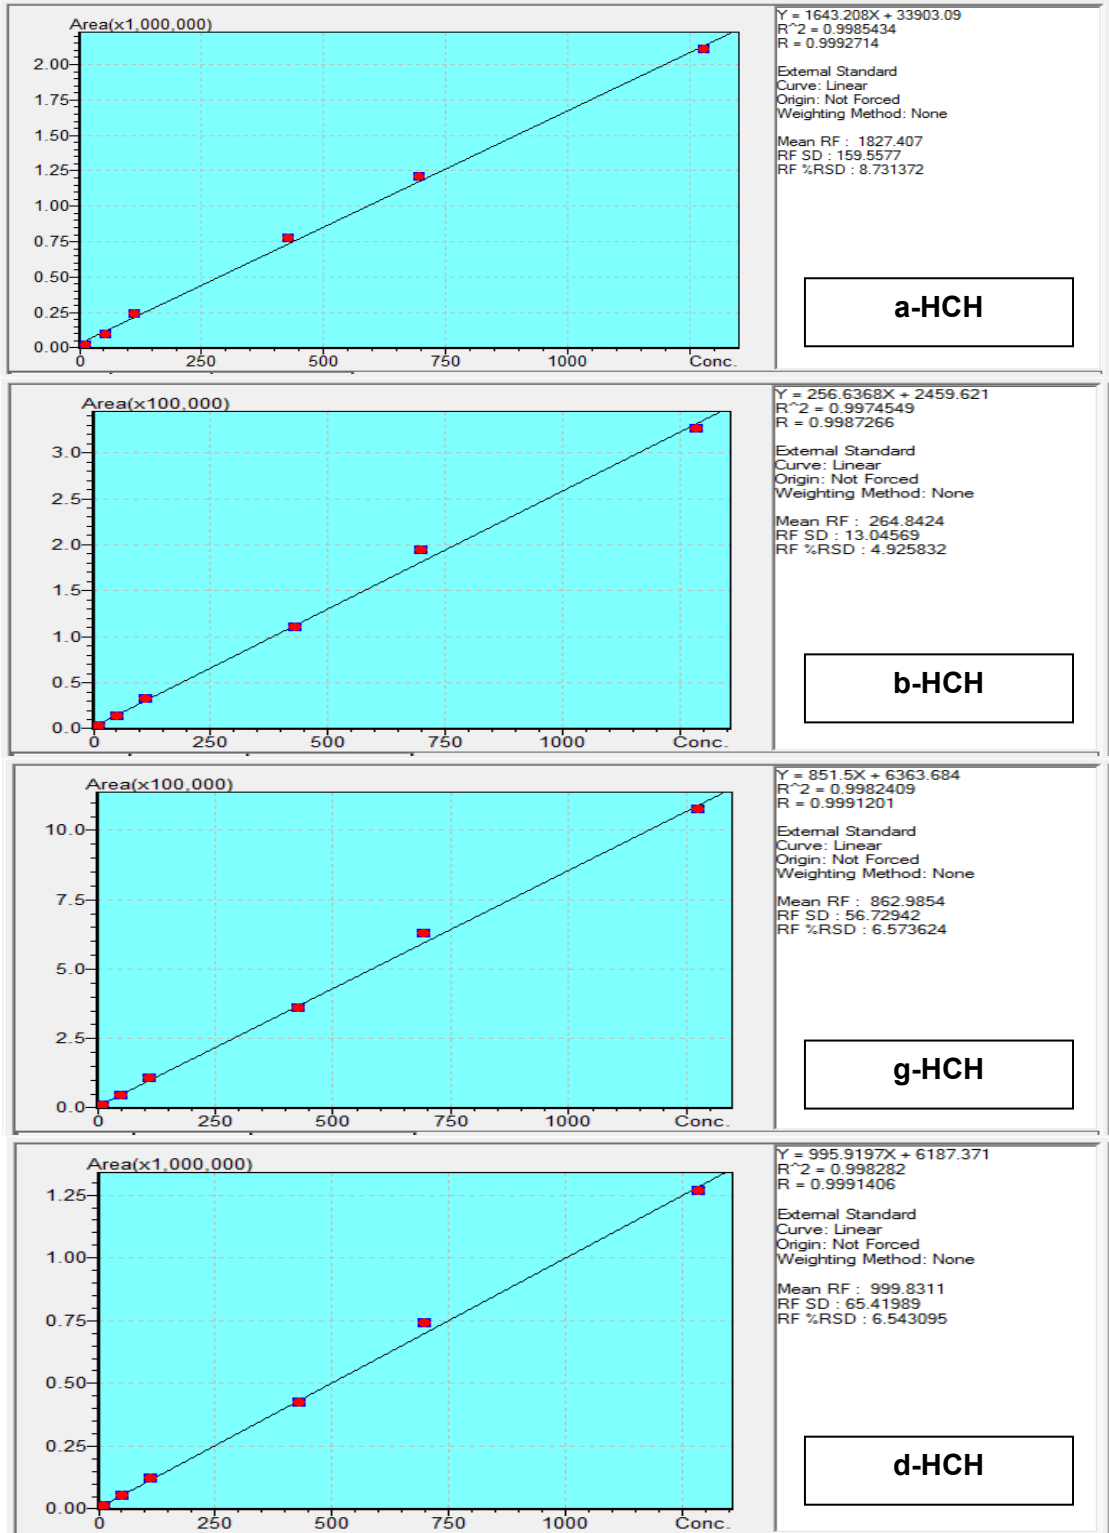 Area(x1,000,000)
2.00
1.75
1.50
1.25
1.00
0.75
0.50
0.25
0.00
0 250 500 750 1000 Conc.
Y = 1643.208X + 33903.09
R^2 = 0.9985434
R = 0.9992714
External Standard
Curve: Linear
Origin: Not Forced
Weighting Method: None
Mean RF : 1827.407
RF SD : 159.5577
RF %RSD : 8.731372
a-HCH
Area(x100,000)
3.0
2.5
2.0
1.5
1.0
0.5
0.0
0 250 500 750 1000 Conc.
Y = 256.6368X + 2459.621
R^2 = 0.9974549
R = 0.9987266
External Standard
Curve: Linear
Origin: Not Forced
Weighting Method: None
Mean RF : 264.8424
RF SD : 13.04569
RF %RSD : 4.925832
b-HCH
Area(x100,000)
10.0
7.5
5.0
2.5
0.0
0 250 500 750 1000 Conc.
Y = 851.5X + 6363.684
R^2 = 0.9982409
R = 0.9991201
External Standard
Curve: Linear
Origin: Not Forced
Weighting Method: None
Mean RF : 862.9854
RF SD : 56.72942
RF %RSD : 6.573624
g-HCH
Area(x1,000,000)
1.25
1.00
0.75
0.50
0.25
0.00
0 250 500 750 1000 Conc.
Y = 995.9197X + 6187.371
R^2 = 0.998282
R = 0.9991406
External Standard
Curve: Linear
Origin: Not Forced
Weighting Method: None
Mean RF : 999.8311
RF SD : 65.41989
RF %RSD : 6.543095
d-HCH